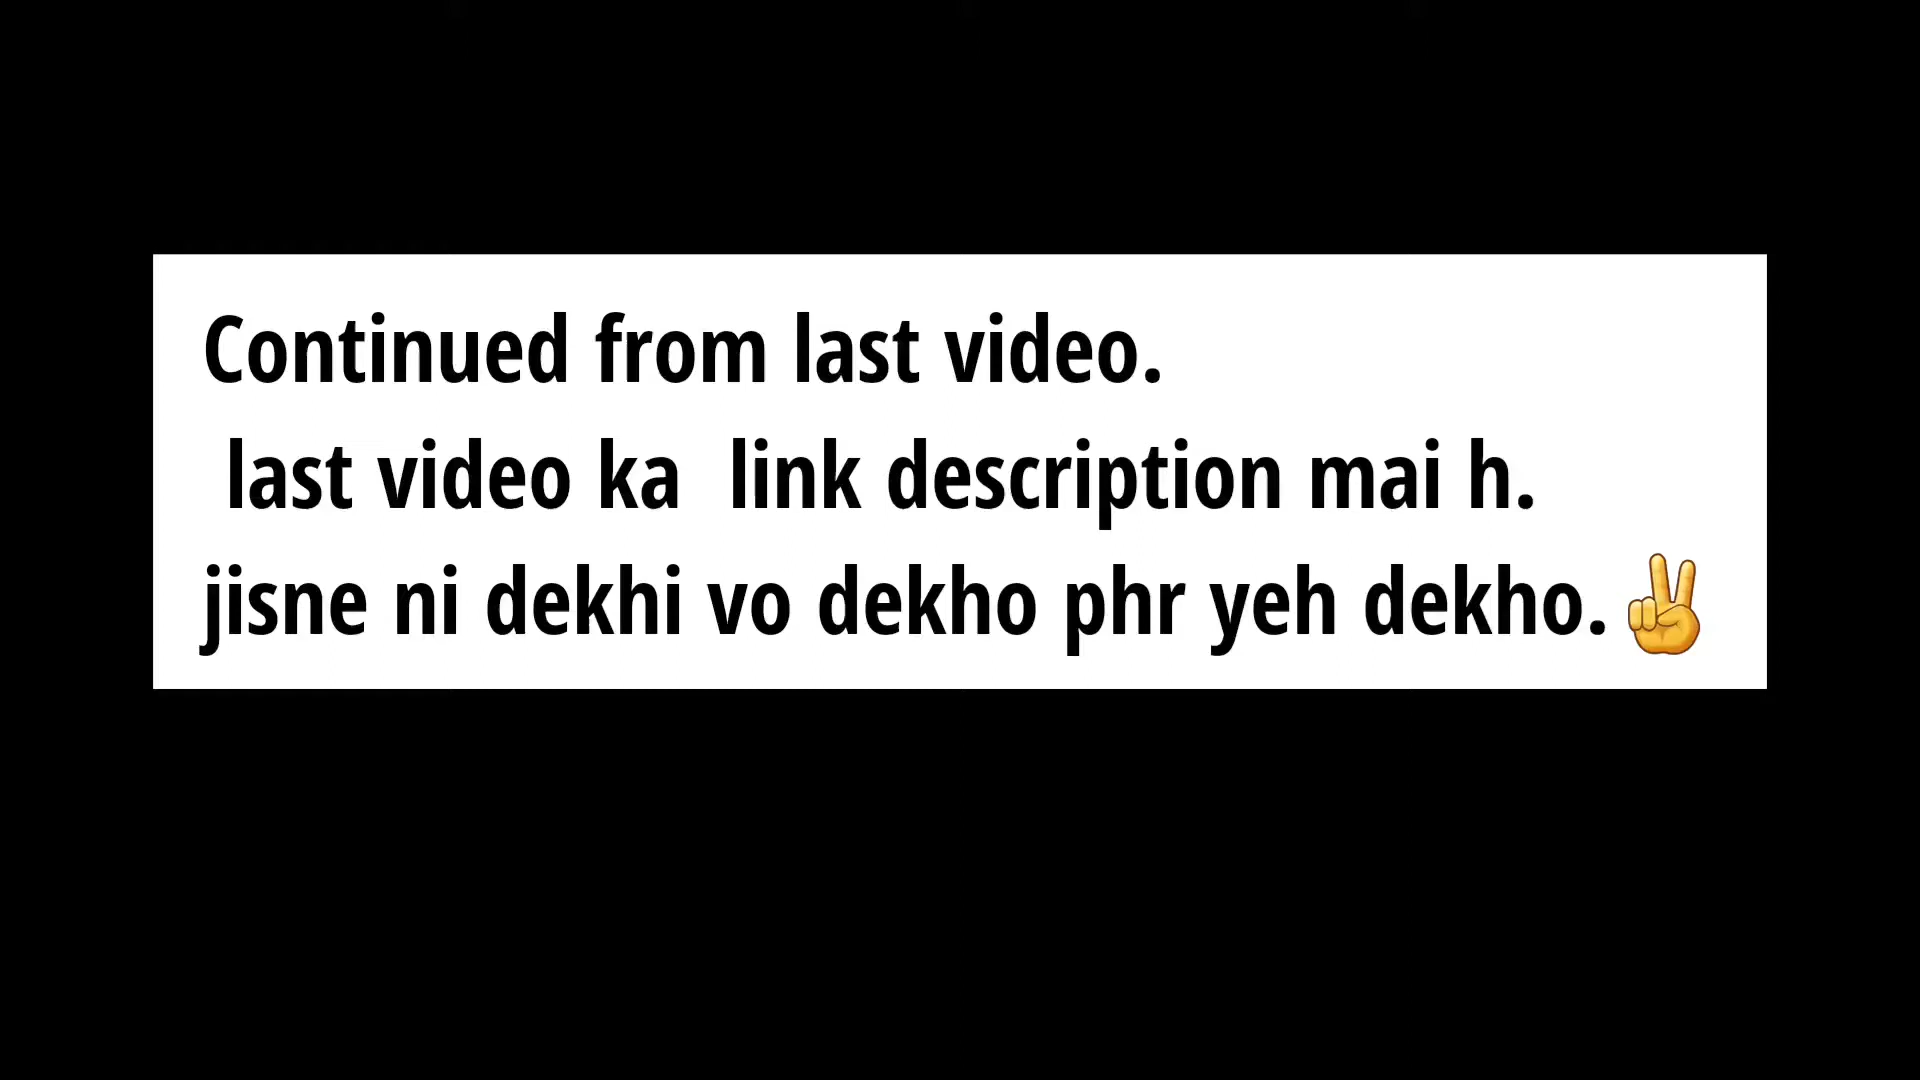 Continued from last video.
last video ka link description mai h.
jisne ni dekhi vo dekho phr yeh dekho.✌